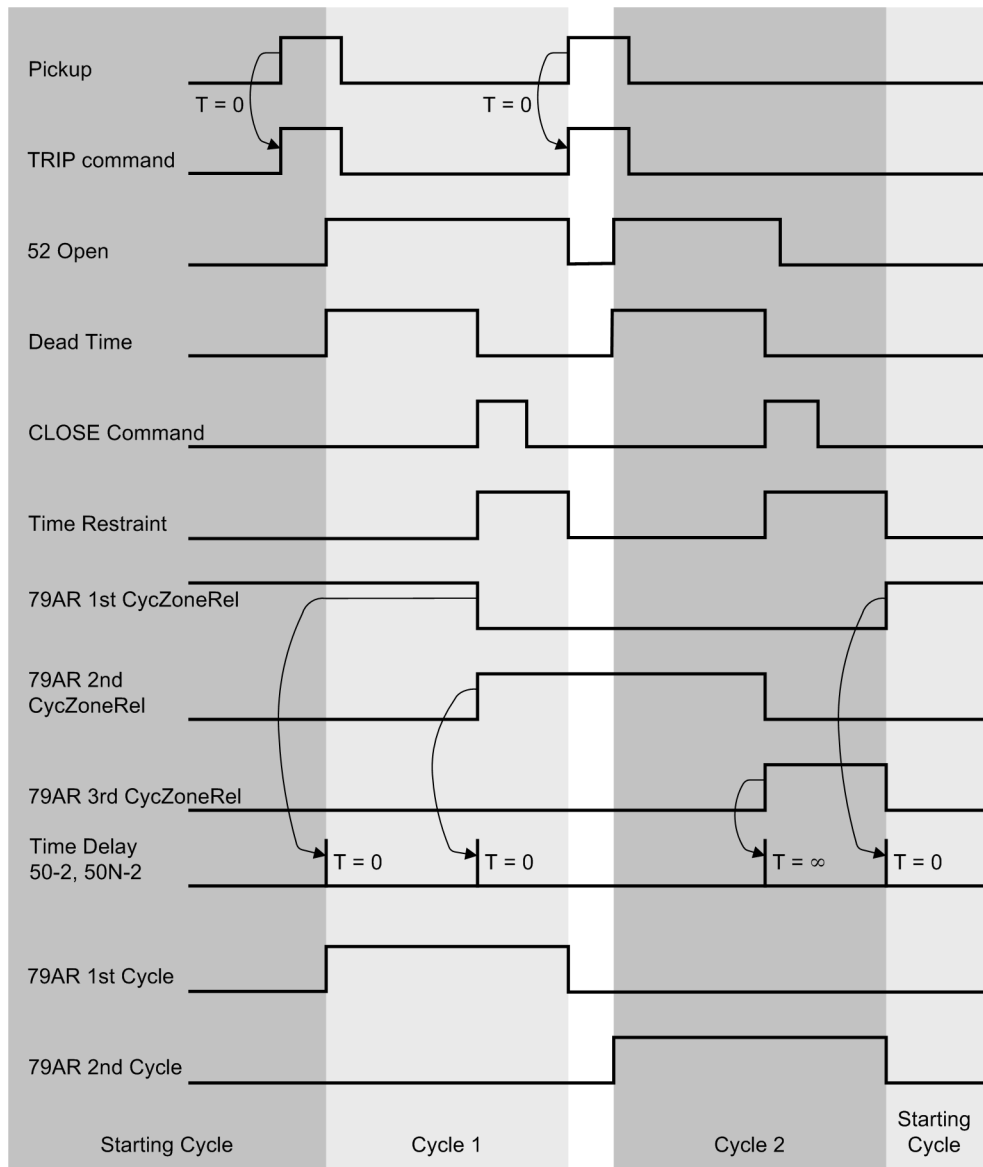 Pickup
T = 0
T = 0
TRIP command
52 Open
Dead Time
CLOSE Command
Time Restraint
79AR 1st CycZoneRel
79AR 2nd
CycZoneRel
79AR 3rd CycZoneRel
Time Delay
50-2, 50N-2
T = 0
T = 0
T = ∞
T = 0
79AR 1st Cycle
79AR 2nd Cycle
Starting Cycle
Cycle 1
Cycle 2
Starting
Cycle